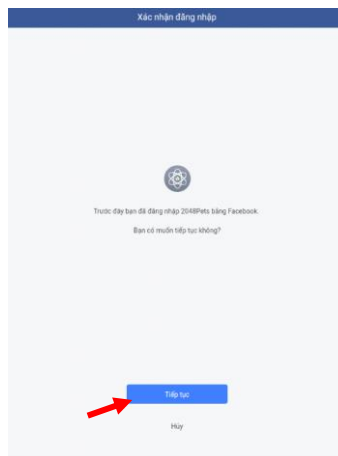 Xác nhận đăng nhập
Trước đây bạn đã đăng nhập 2048Pets bằng Facebook.
Bạn có muốn tiếp tục không?
Tiếp tục
Hủy